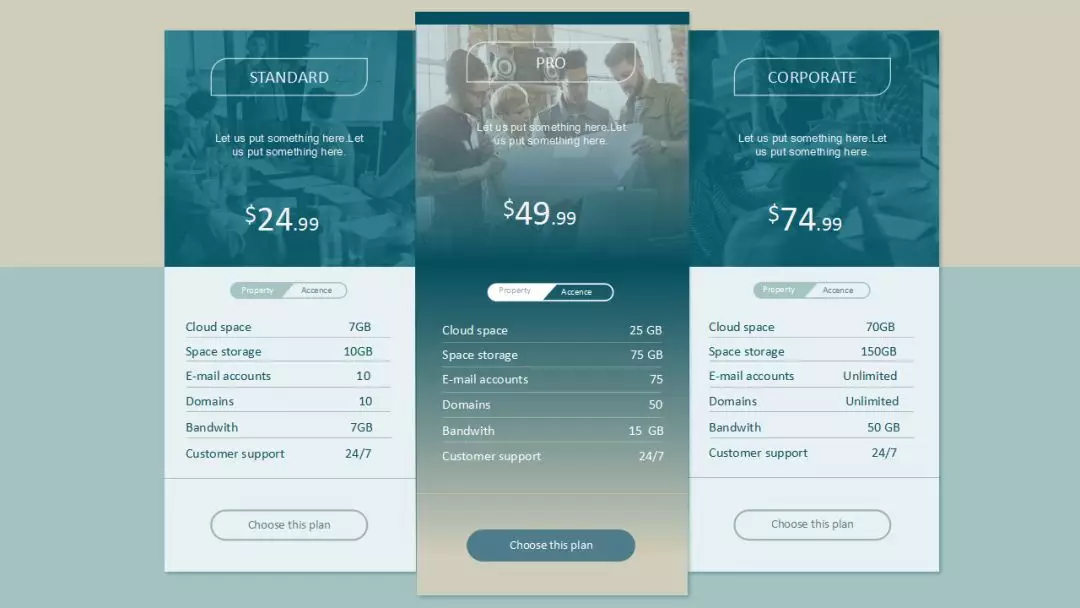 STANDARD
Let us put something here.Let
us put something here.
$24.99
Property Accence
Cloud space 7GB
Space storage 10GB
E-mail accounts 10
Domains 10
Bandwith 7GB
Customer support 24/7
Choose this plan
PRO
Let us put something here.Let
us put something here.
$49.99
Property Accence
Cloud space 25 GB
Space storage 75 GB
E-mail accounts 75
Domains 50
Bandwith 15 GB
Customer support 24/7
Choose this plan
CORPORATE
Let us put something here.Let
us put something here.
$74.99
Property Accence
Cloud space 70GB
Space storage 150GB
E-mail accounts Unlimited
Domains Unlimited
Bandwith 50 GB
Customer support 24/7
Choose this plan